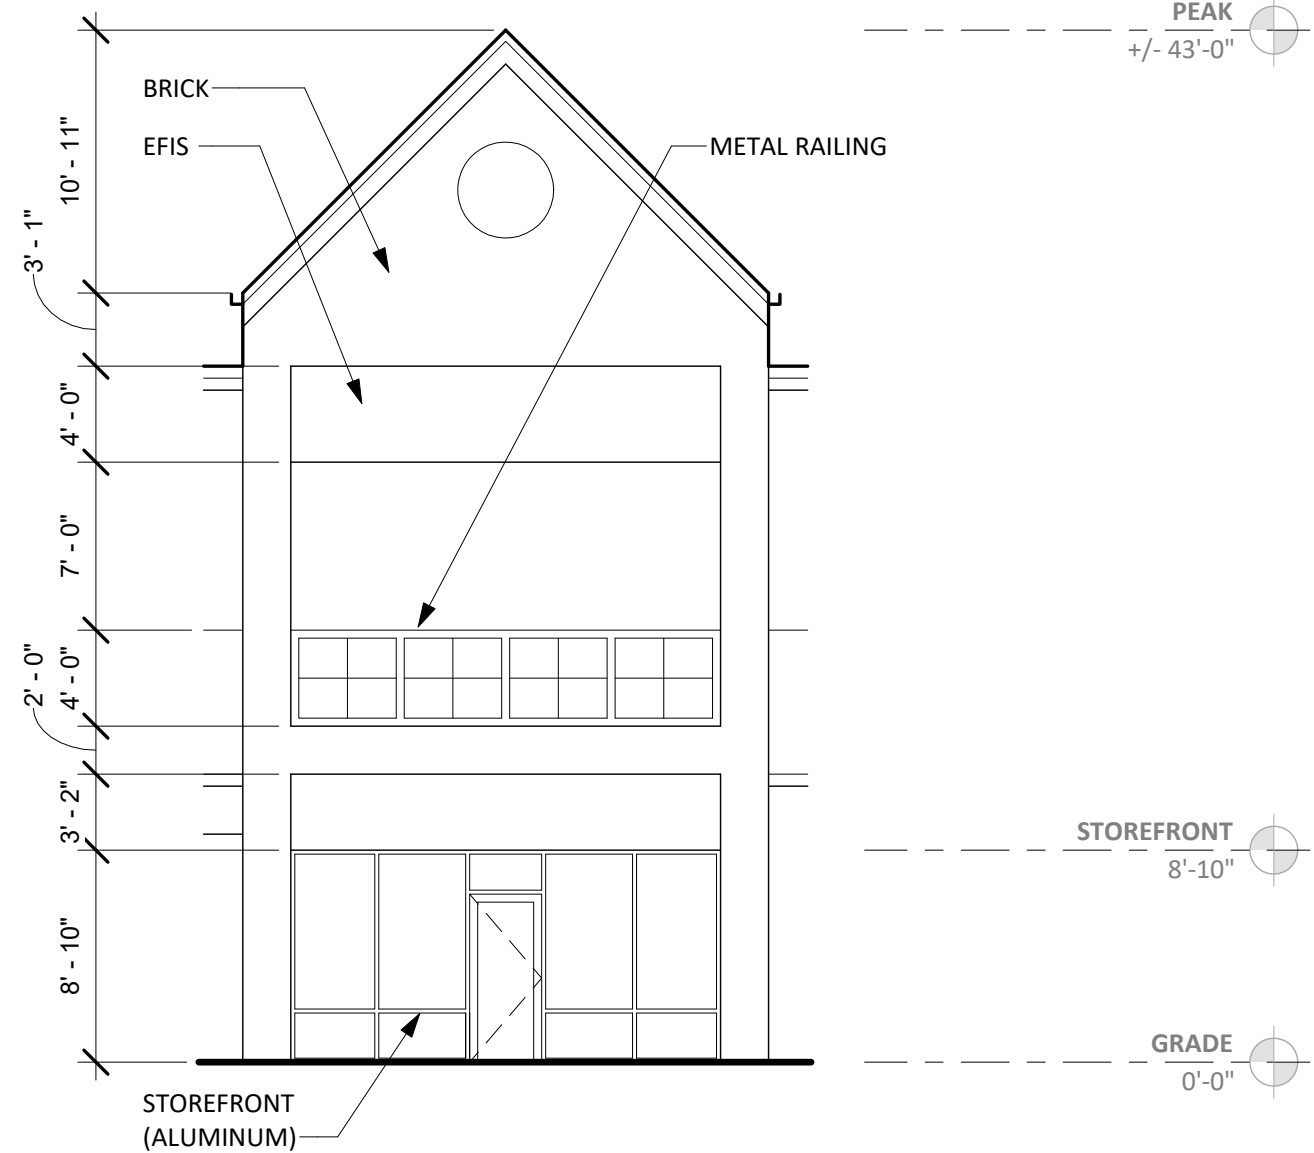 PEAK
+/- 43'-0"
BRICK
EFIS
METAL RAILING
10' - 11"
3' - 1"
4' - 0"
7' - 0"
4' - 0"
2' - 0"
3' - 2"
8' - 10"
STOREFRONT
8'-10"
GRADE
0'-0"
STOREFRONT
(ALUMINUM)